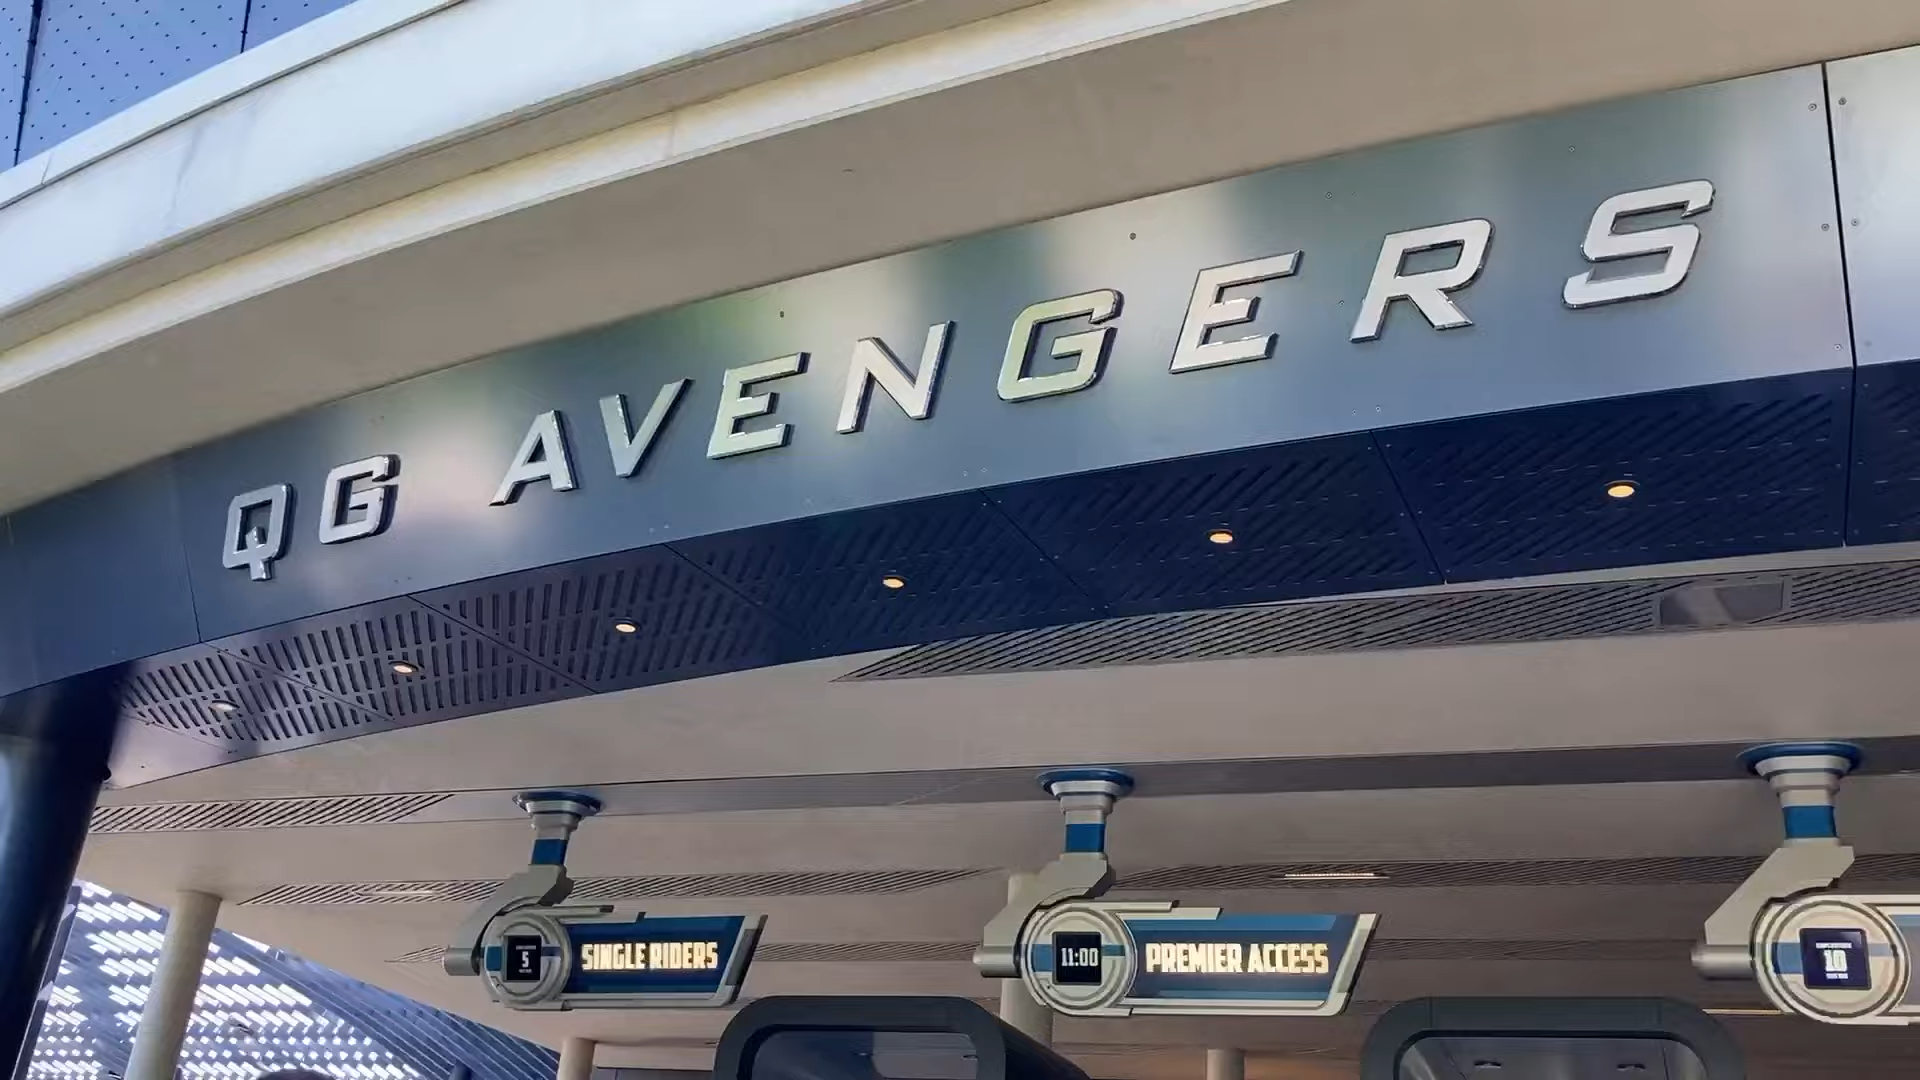 QG AVENGERS
5
SINGLE RIDERS
11:00
PREMIER ACCESS
10